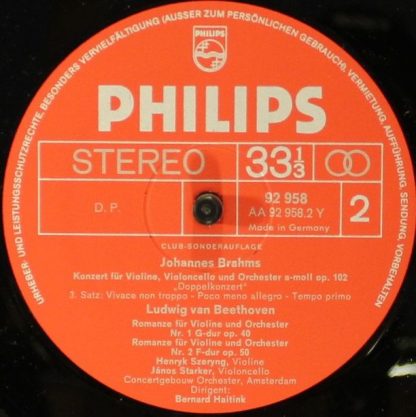 URHEBER- UND LEISTUNGSSCHUTZRECHTE, BESONDERS VERVIELFÄLTIGUNG (AUSSER ZUM PERSÖNLICHEN GEBRAUCH), VERMIETUNG, AUFFÜHRUNG, SENDUNG, VORBEHALTEN
PHILIPS
PHILIPS
STEREO
33⅓
D.P.
92 958
AA 92 958.2 Y
Made in Germany
2
CLUB-SONDERAUFLAGE
Johannes Brahms
Konzert für Violine, Violoncello und Orchester a-moll op. 102
„Doppelkonzert“
3. Satz: Vivace non troppo - Poco meno allegro - Tempo primo
Ludwig van Beethoven
Romanze für Violine und Orchester
Nr. 1 G-dur op. 40
Romanze für Violine und Orchester
Nr. 2 F-dur op. 50
Henryk Szeryng, Violine
János Starker, Violoncello
Concertgebouw Orchester, Amsterdam
Dirigent:
Bernard Haitink